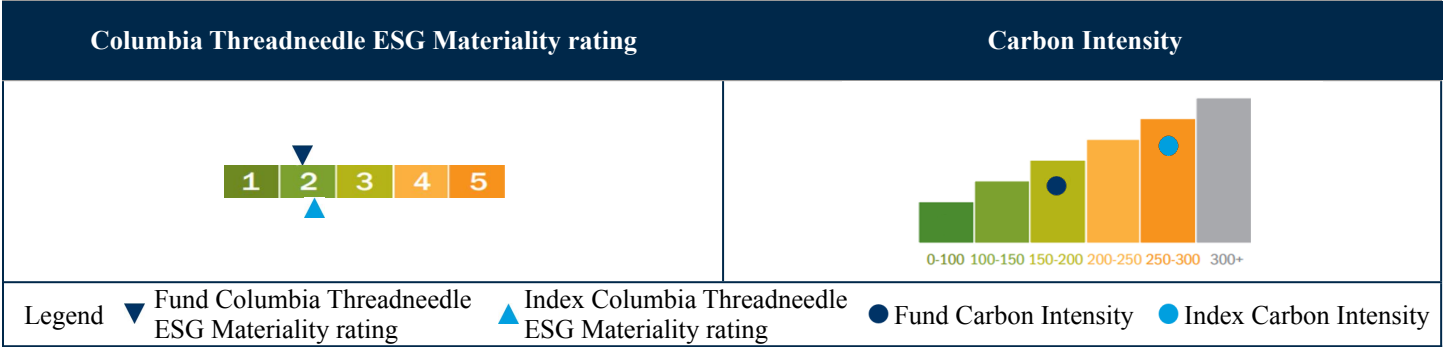 Columbia Threadneedle ESG Materiality rating
Carbon Intensity
1 2 3 4 5
0-100 100-150 150-200 200-250 250-300 300+
Legend
Fund Columbia Threadneedle
ESG Materiality rating
Index Columbia Threadneedle
ESG Materiality rating
Fund Carbon Intensity
Index Carbon Intensity